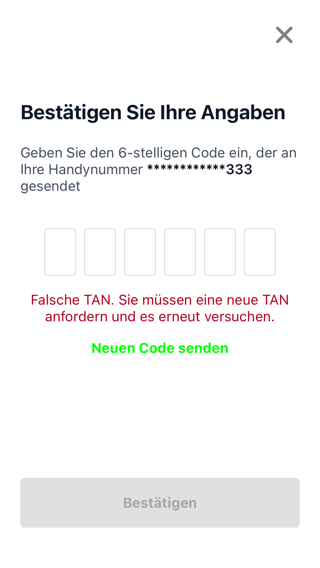 Bestätigen Sie Ihre Angaben
Geben Sie den 6-stelligen Code ein, der an
Ihre Handynummer ************333
gesendet
Falsche TAN. Sie müssen eine neue TAN
anfordern und es erneut versuchen.
Neuen Code senden
Bestätigen